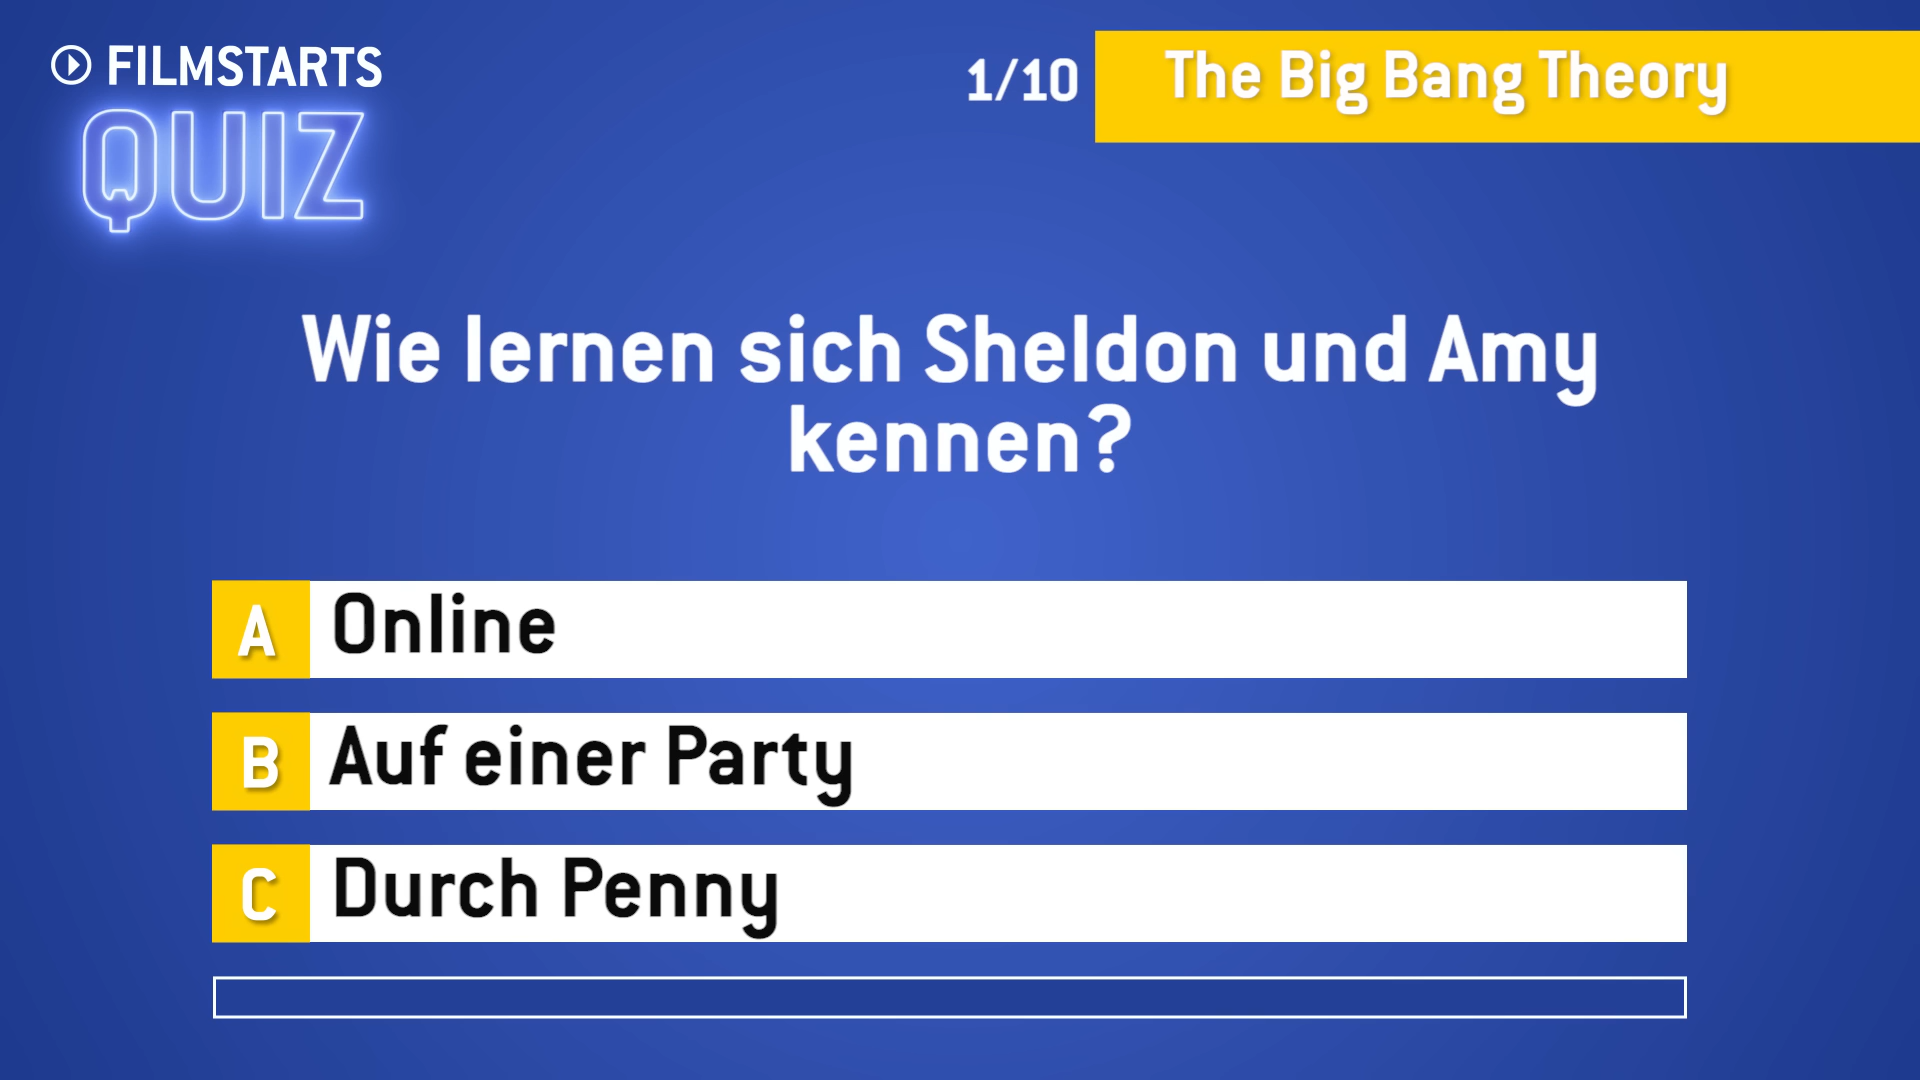 FILMSTARTS
QUIZ
1/10
The Big Bang Theory
Wie lernen sich Sheldon und Amy
kennen?
A Online
B Auf einer Party
C Durch Penny